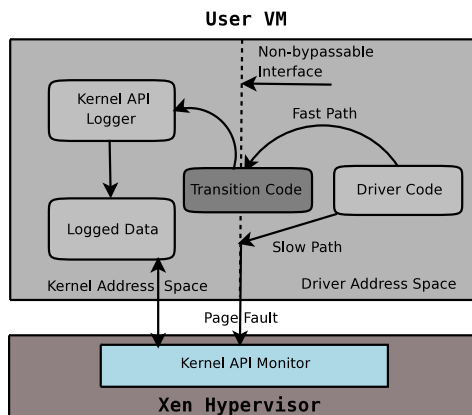 User VM
Non-bypassable
Interface
Kernel API
Logger
Fast Path
Transition Code
Driver Code
Logged Data
Slow Path
Kernel Address Space
Driver Address Space
Page Fault
Kernel API Monitor
Xen Hypervisor